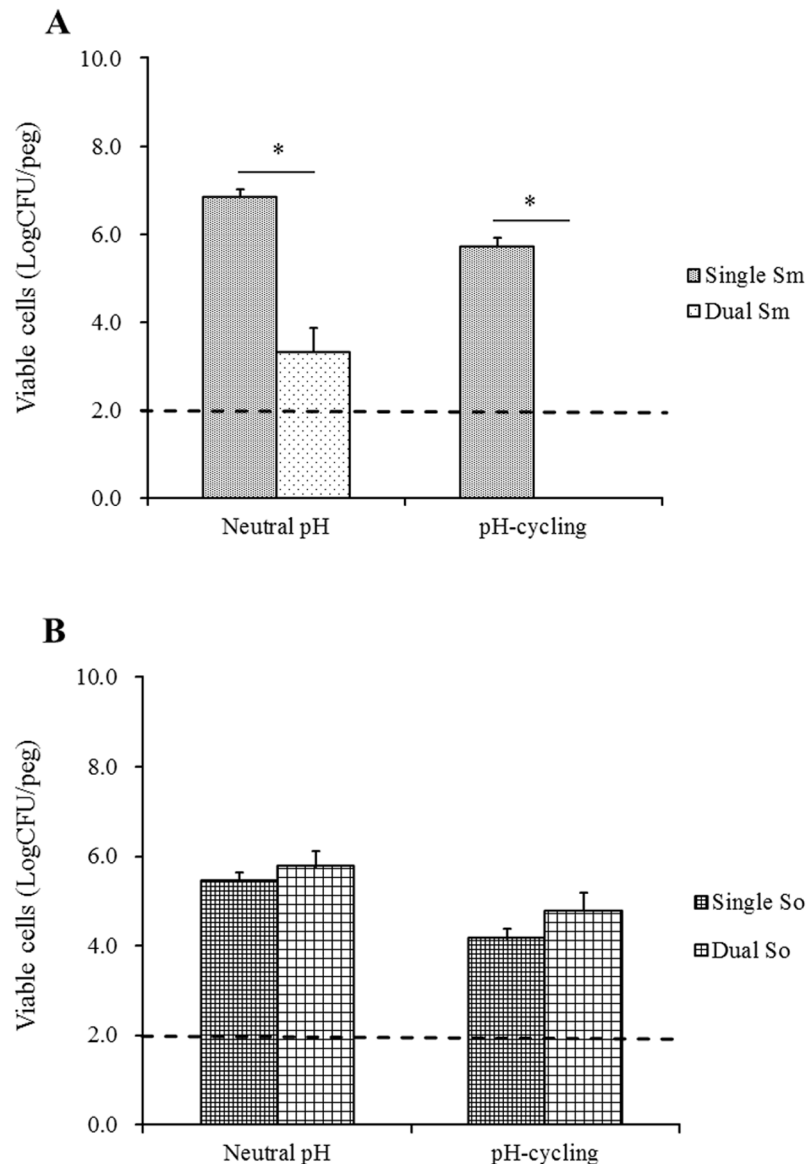 A
10.0
8.0
6.0
4.0
2.0
0.0
Viable cells (LogCFU/peg)
*
*
Single Sm
Dual Sm
Neutral pH
pH-cycling
B
10.0
8.0
6.0
4.0
2.0
0.0
Viable cells (LogCFU/peg)
Single So
Dual So
Neutral pH
pH-cycling